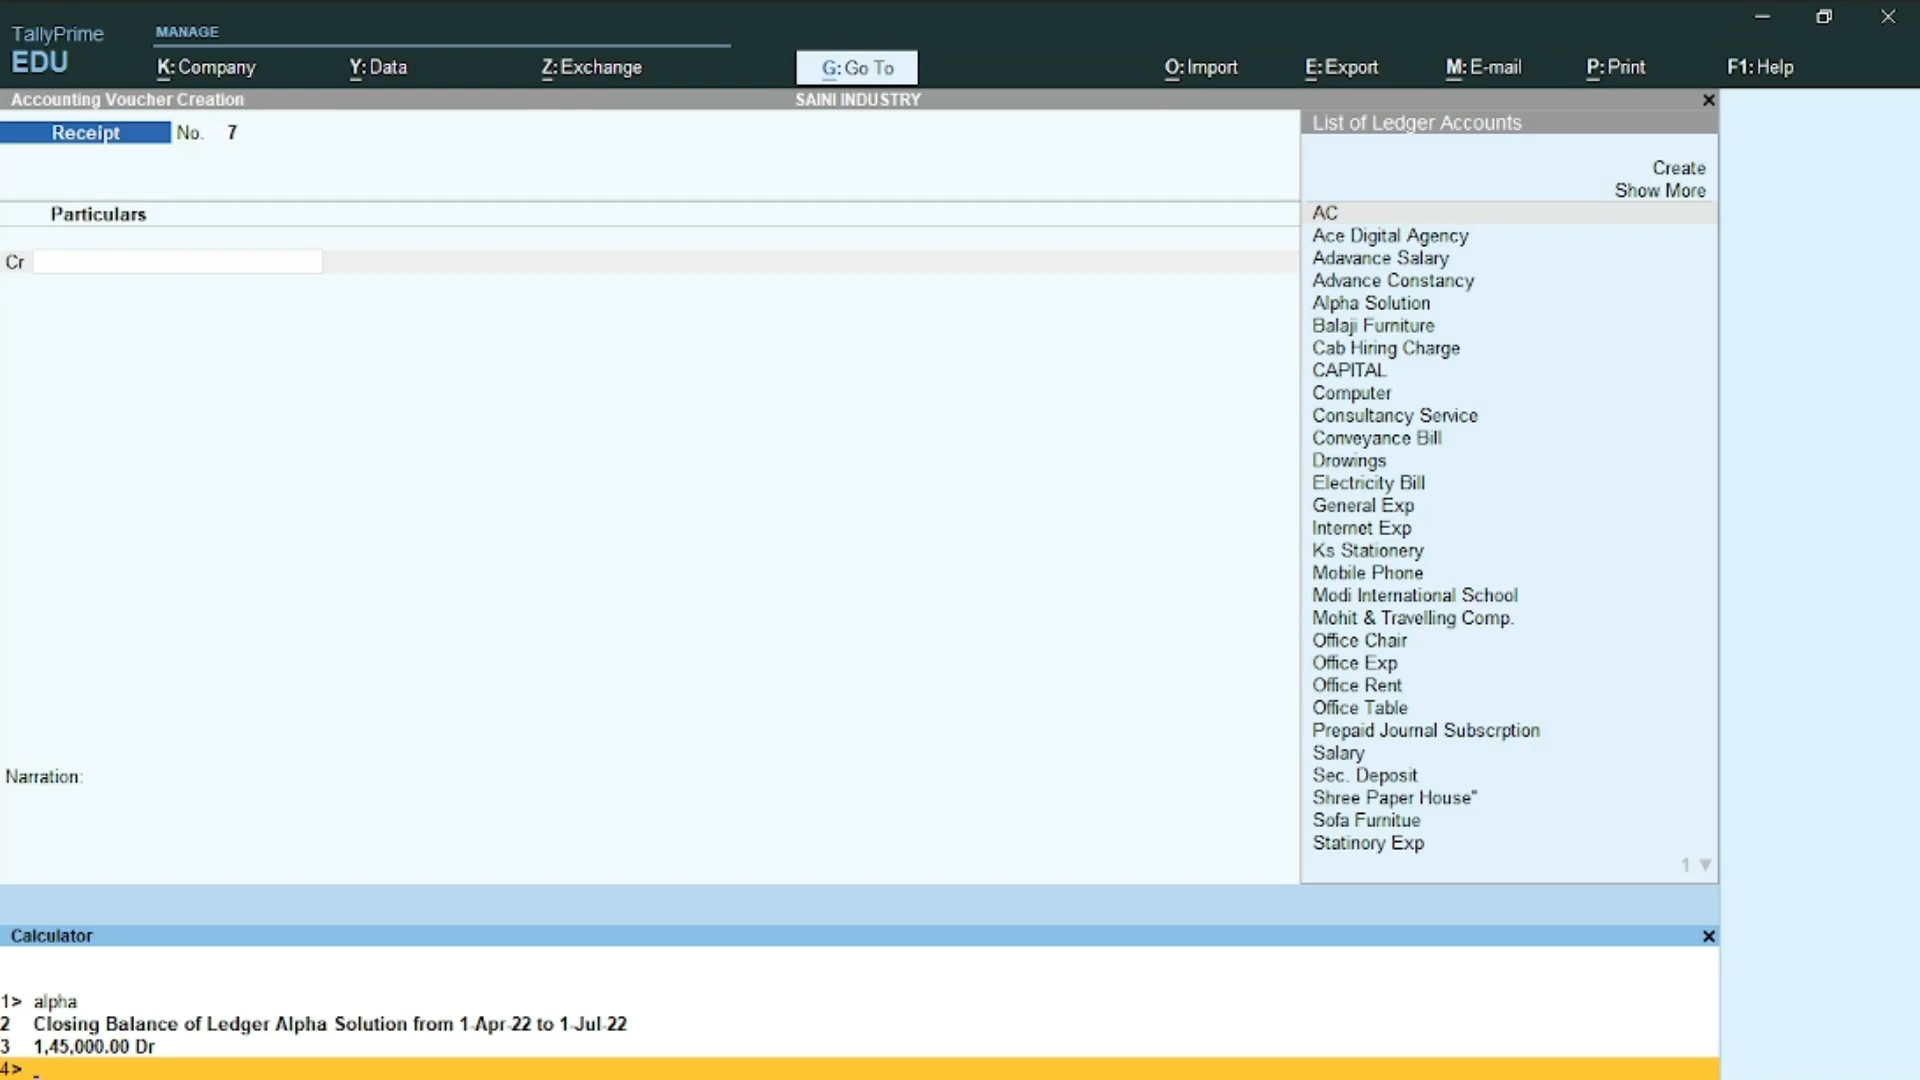 TallyPrime
EDU
MANAGE
K: Company
Y: Data
Z: Exchange
G: Go To
O: Import
E: Export
M: E-mail
P: Print
F1: Help
Accounting Voucher Creation
SAINI INDUSTRY
Receipt No. 7
Particulars
Cr
Narration:
List of Ledger Accounts
Create
Show More
AC
Ace Digital Agency
Adavance Salary
Advance Constancy
Alpha Solution
Balaji Furniture
Cab Hiring Charge
CAPITAL
Computer
Consultancy Service
Conveyance Bill
Drowings
Electricity Bill
General Exp
Internet Exp
Ks Stationery
Mobile Phone
Modi International School
Mohit & Travelling Comp.
Office Chair
Office Exp
Office Rent
Office Table
Prepaid Journal Subscrption
Salary
Sec. Deposit
Shree Paper House"
Sofa Furnitue
Statinory Exp
1 ▼
Calculator
1> alpha
2 Closing Balance of Ledger Alpha Solution from 1-Apr-22 to 1-Jul-22
3 1,45,000.00 Dr
4>